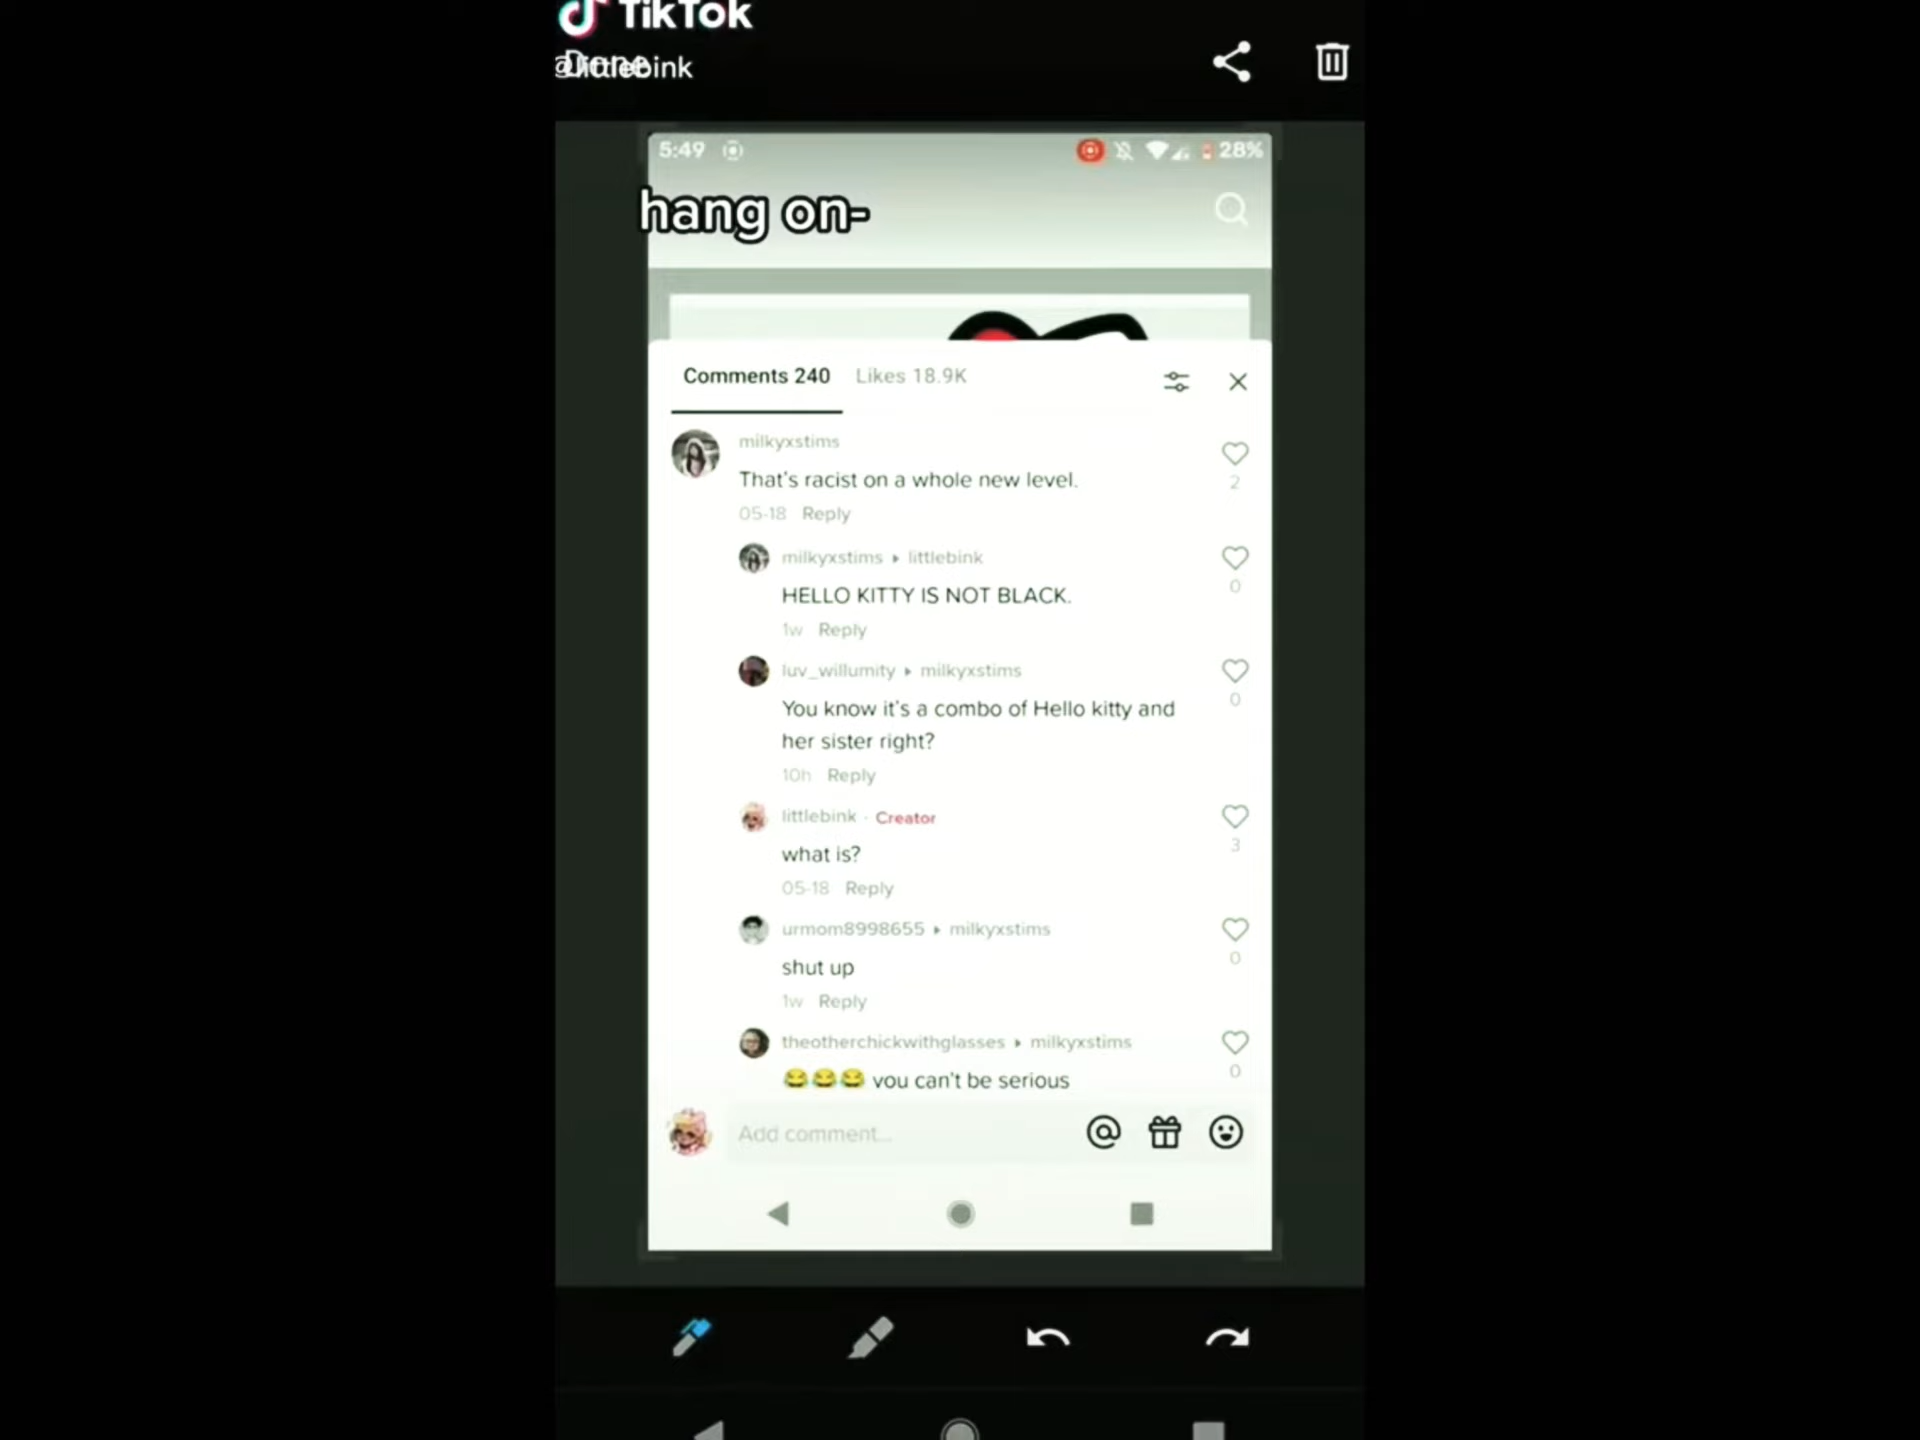 TikTok
@littlebink
Done
5:49
28%
hang on-
Comments 240
Likes 18.9K
milkyxstims
That's racist on a whole new level.
2
05-18 Reply
milkyxstims ▸ littlebink
HELLO KITTY IS NOT BLACK.
0
1w Reply
luv_willumity ▸ milkyxstims
You know it's a combo of Hello kitty and
her sister right?
0
10h Reply
littlebink · Creator
what is?
3
05-18 Reply
urmom8998655 ▸ milkyxstims
shut up
0
1w Reply
theotherchickwithglasses ▸ milkyxstims
😂😂😂 you can't be serious
0
Add comment...